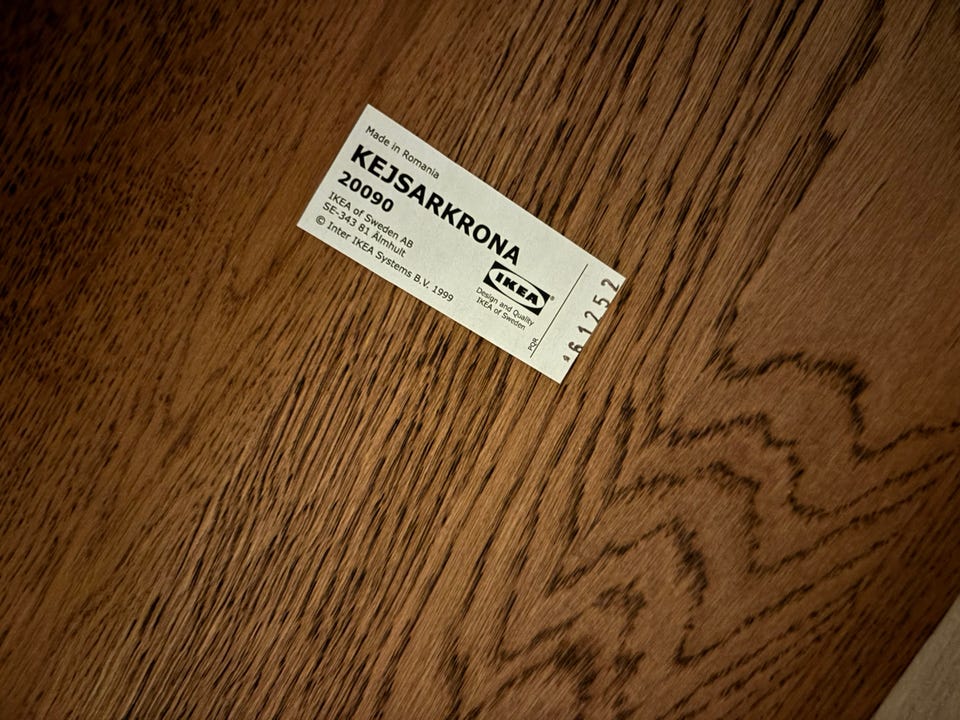 Made in Romania
KEJSARKRONA
20090
IKEA of Sweden AB
SE-343 81 Älmhult
© Inter IKEA Systems B.V. 1999
IKEA®
Design and Quality
IKEA of Sweden
PQR
461252